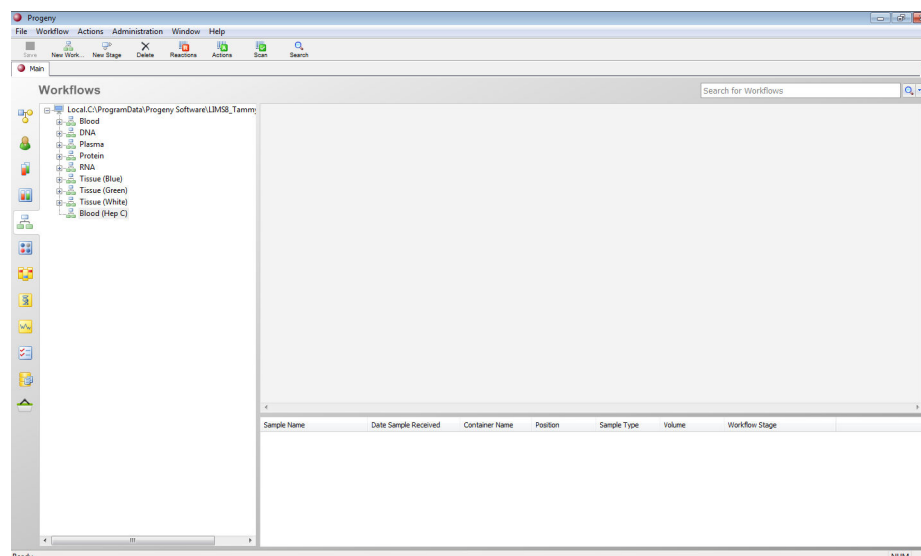 Progeny
File Workflow Actions Administration Window Help
Save New Work... New Stage Delete Reactions Actions Scan Search
Main
Workflows
Search for Workflows
Local.C:\ProgramData\Progeny Software\LIMS8_Tammy
Blood
DNA
Plasma
Protein
RNA
Tissue (Blue)
Tissue (Green)
Tissue (White)
Blood (Hep C)
Sample Name Date Sample Received Container Name Position Sample Type Volume Workflow Stage
Ready NUM